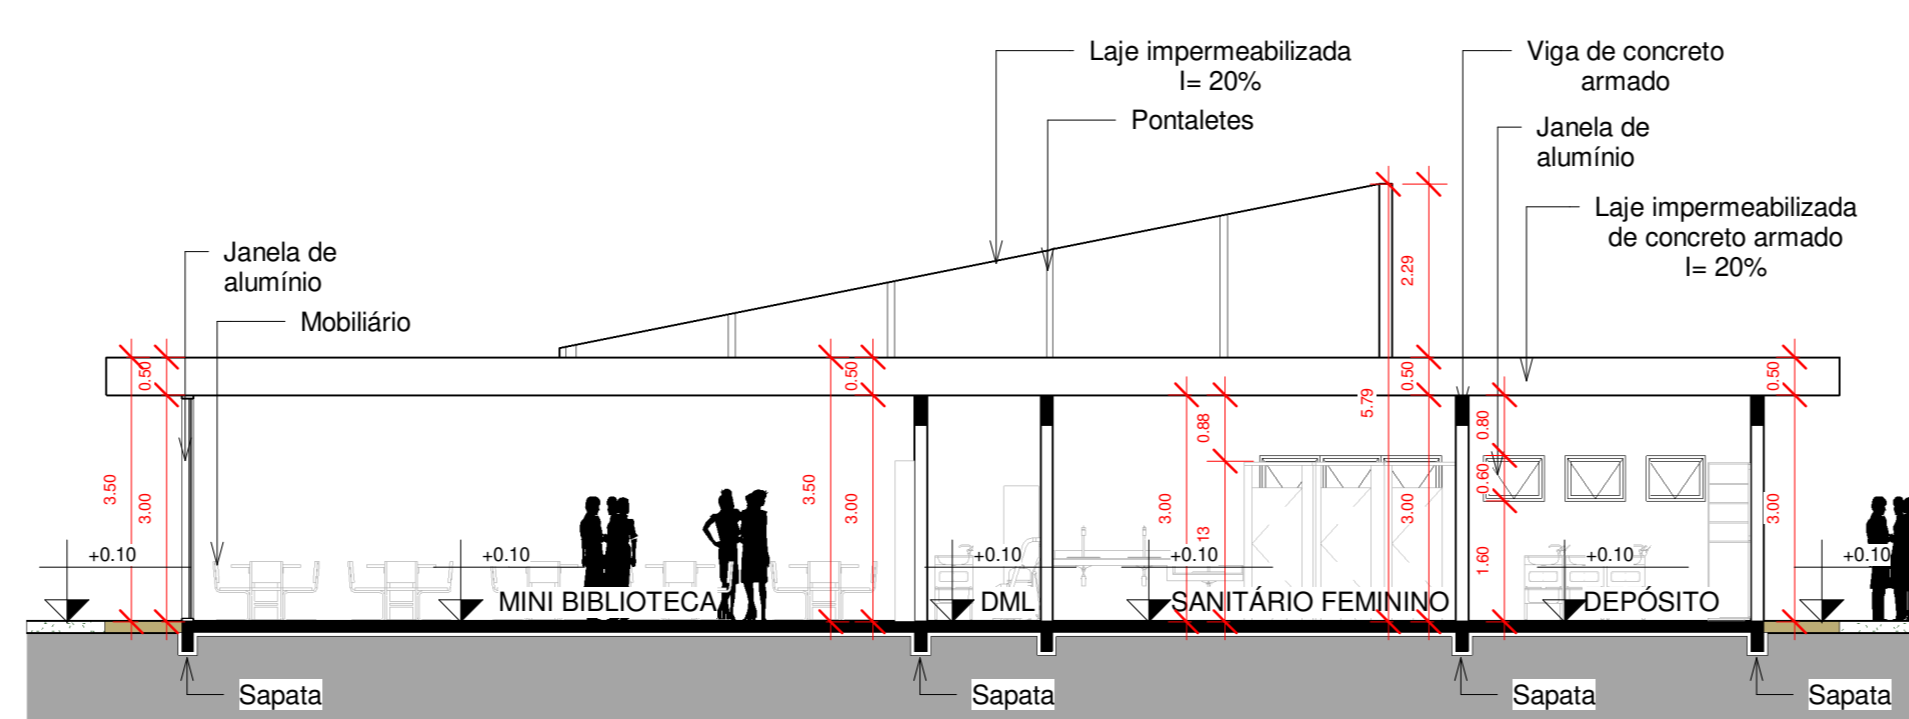 Laje impermeabilizada
I= 20%
Viga de concreto
armado
Pontaletes
Janela de
alumínio
Laje impermeabilizada
de concreto armado
I= 20%
Janela de
alumínio
Mobiliário
2.29
0.50
0.50
0.50
0.50
5.79
0.88
0.80
0.60
3.50
3.00
3.50
3.00
3.00
13
3.00
1.60
3.00
+0.10
+0.10
+0.10
+0.10
+0.10
+0.10
MINI BIBLIOTECA
DML
SANITÁRIO FEMININO
DEPÓSITO
Sapata
Sapata
Sapata
Sapata